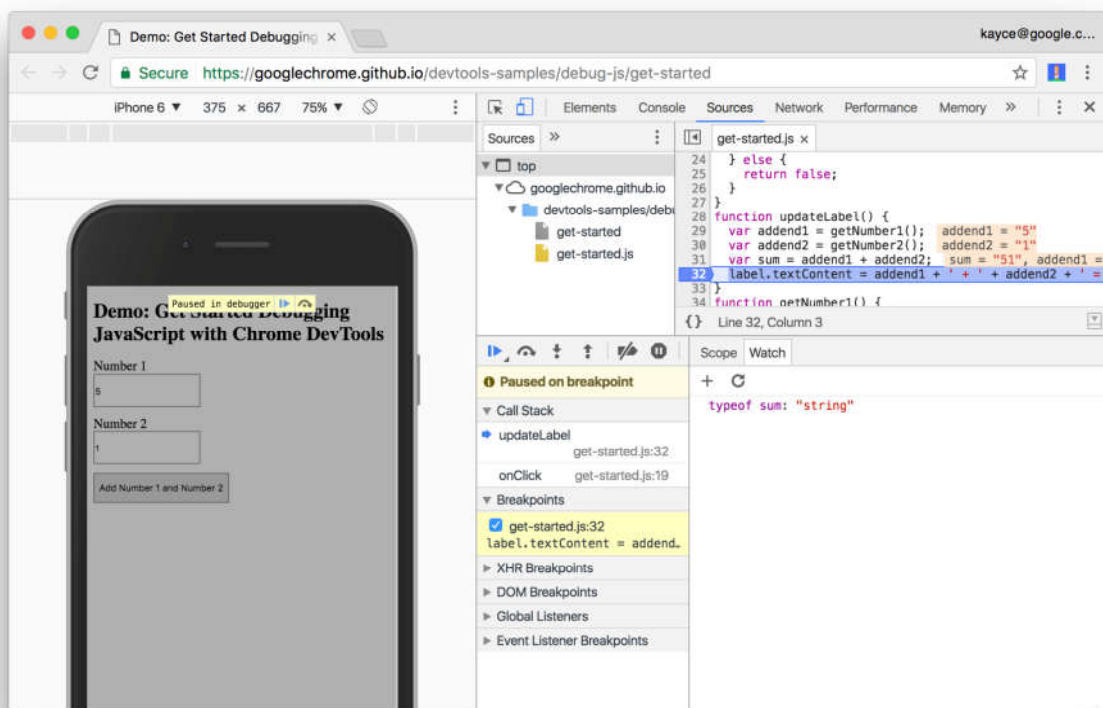 Demo: Get Started Debugging ×
kayce@google.c...
Secure https://googlechrome.github.io/devtools-samples/debug-js/get-started
iPhone 6 ▼ 375 × 667 75% ▼
Elements Console Sources Network Performance Memory »
Sources »
top
googlechrome.github.io
devtools-samples/deb
get-started
get-started.js
get-started.js ×
24 } else {
25 return false;
26 }
27 }
28 function updateLabel() {
29 var addend1 = getNumber1(); addend1 = "5"
30 var addend2 = getNumber2(); addend2 = "1"
31 var sum = addend1 + addend2; sum = "51", addend1 =
32 label.textContent = addend1 + ' + ' + addend2 + ' =
33 }
34 function getNumber1() {
{} Line 32, Column 3
Paused in debugger
Demo: Get Started Debugging
JavaScript with Chrome DevTools
Number 1
5
Number 2
1
Add Number 1 and Number 2
Paused on breakpoint
Call Stack
updateLabel
get-started.js:32
onClick get-started.js:19
Breakpoints
get-started.js:32
label.textContent = addend…
XHR Breakpoints
DOM Breakpoints
Global Listeners
Event Listener Breakpoints
Scope Watch
typeof sum: "string"